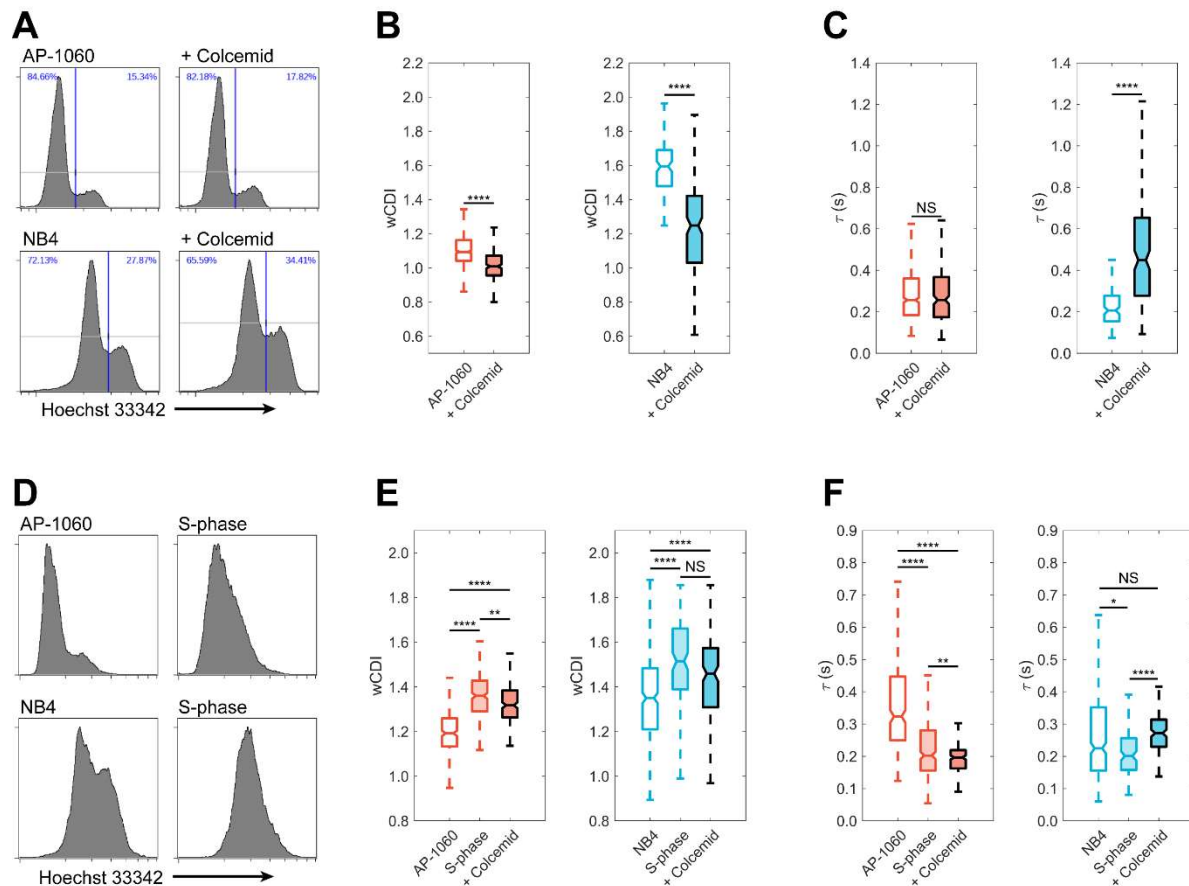 A
AP-1060
+ Colcemid
84.66%
15.34%
82.18%
17.82%
NB4
+ Colcemid
72.13%
27.87%
65.59%
34.41%
Hoechst 33342
B
wCDI
2.2
2.0
1.8
1.6
1.4
1.2
1.0
0.8
0.6
****
AP-1060
+ Colcemid
wCDI
2.2
2.0
1.8
1.6
1.4
1.2
1.0
0.8
0.6
****
NB4
+ Colcemid
C
τ (s)
1.4
1.2
1.0
0.8
0.6
0.4
0.2
0.0
NS
AP-1060
+ Colcemid
τ (s)
1.4
1.2
1.0
0.8
0.6
0.4
0.2
0.0
****
NB4
+ Colcemid
D
AP-1060
S-phase
NB4
S-phase
Hoechst 33342
E
wCDI
2.0
1.8
1.6
1.4
1.2
1.0
0.8
****
****
**
AP-1060
S-phase
+ Colcemid
wCDI
2.0
1.8
1.6
1.4
1.2
1.0
0.8
****
****
NS
NB4
S-phase
+ Colcemid
F
τ (s)
0.9
0.8
0.7
0.6
0.5
0.4
0.3
0.2
0.1
0.0
****
****
**
AP-1060
S-phase
+ Colcemid
τ (s)
0.9
0.8
0.7
0.6
0.5
0.4
0.3
0.2
0.1
0.0
NS
*
****
NB4
S-phase
+ Colcemid